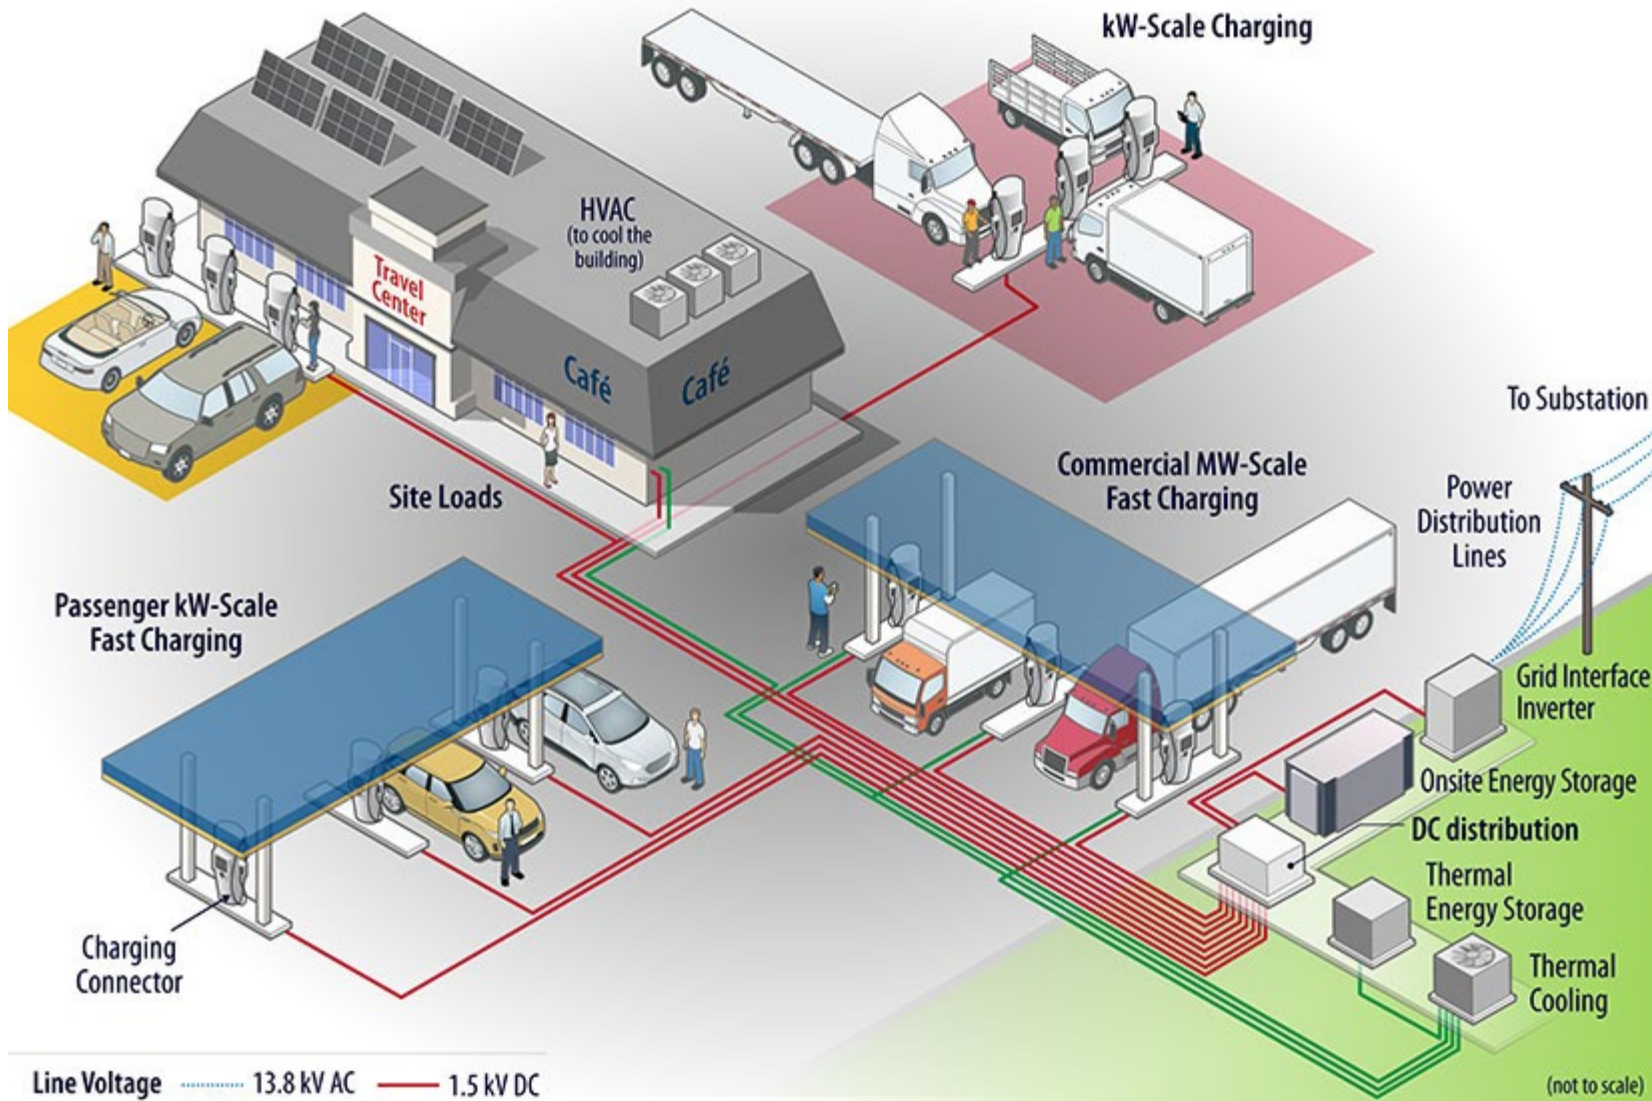 kW-Scale Charging
HVAC
(to cool the
building)
Travel
Center
Café
Café
To Substation
Site Loads
Commercial MW-Scale
Fast Charging
Power
Distribution
Lines
Passenger kW-Scale
Fast Charging
Grid Interface
Inverter
Onsite Energy Storage
DC distribution
Thermal
Energy Storage
Charging
Connector
Thermal
Cooling
Line Voltage 13.8 kV AC 1.5 kV DC
(not to scale)